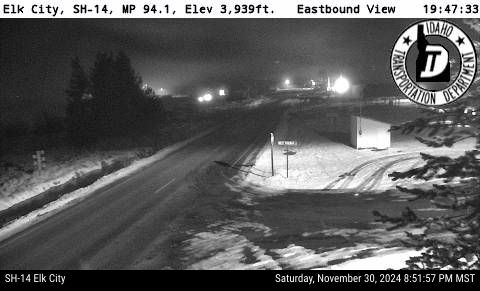 Elk City, SH-14, MP 94.1, Elev 3,939ft. Eastbound View 19:47:33
IDAHO
TRANSPORTATION DEPARTMENT
SH-14 Elk City Saturday, November 30, 2024 8:51:57 PM MST